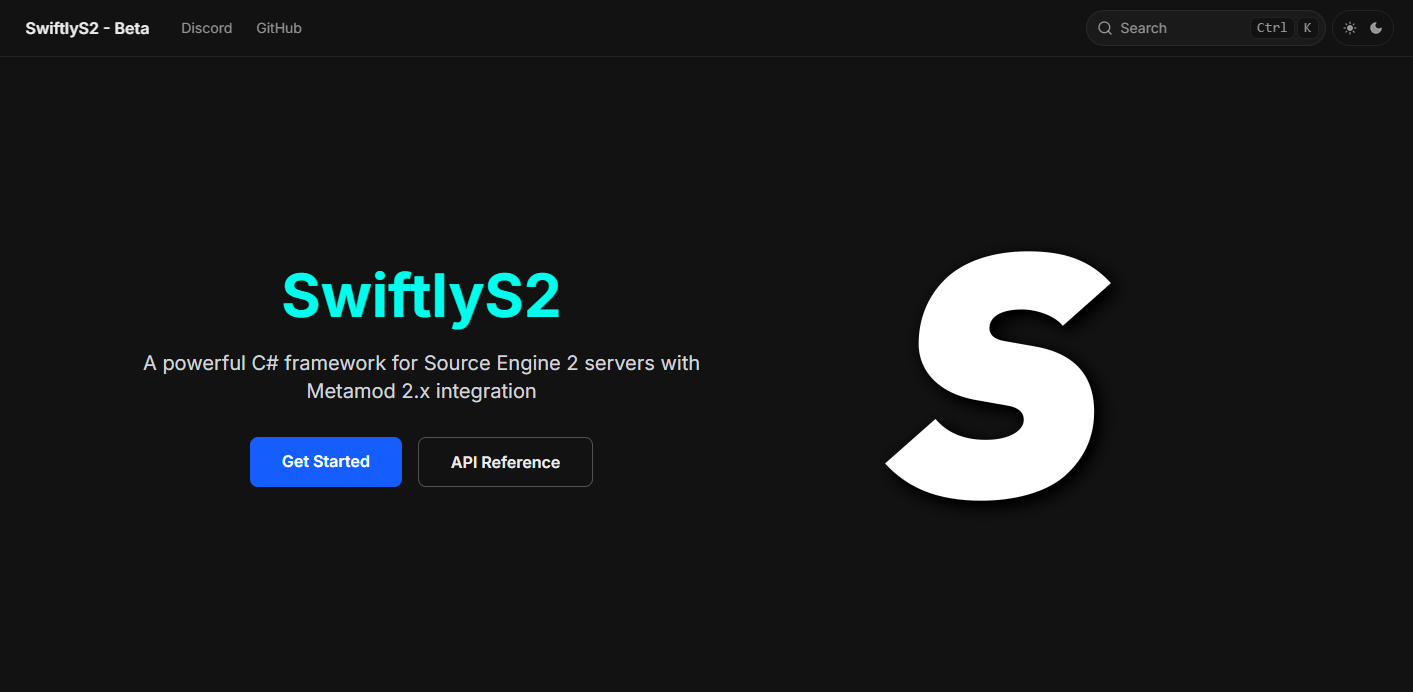 SwiftlyS2 - Beta Discord GitHub Search Ctrl K
SwiftlyS2
A powerful C# framework for Source Engine 2 servers with
Metamod 2.x integration
Get Started API Reference
S